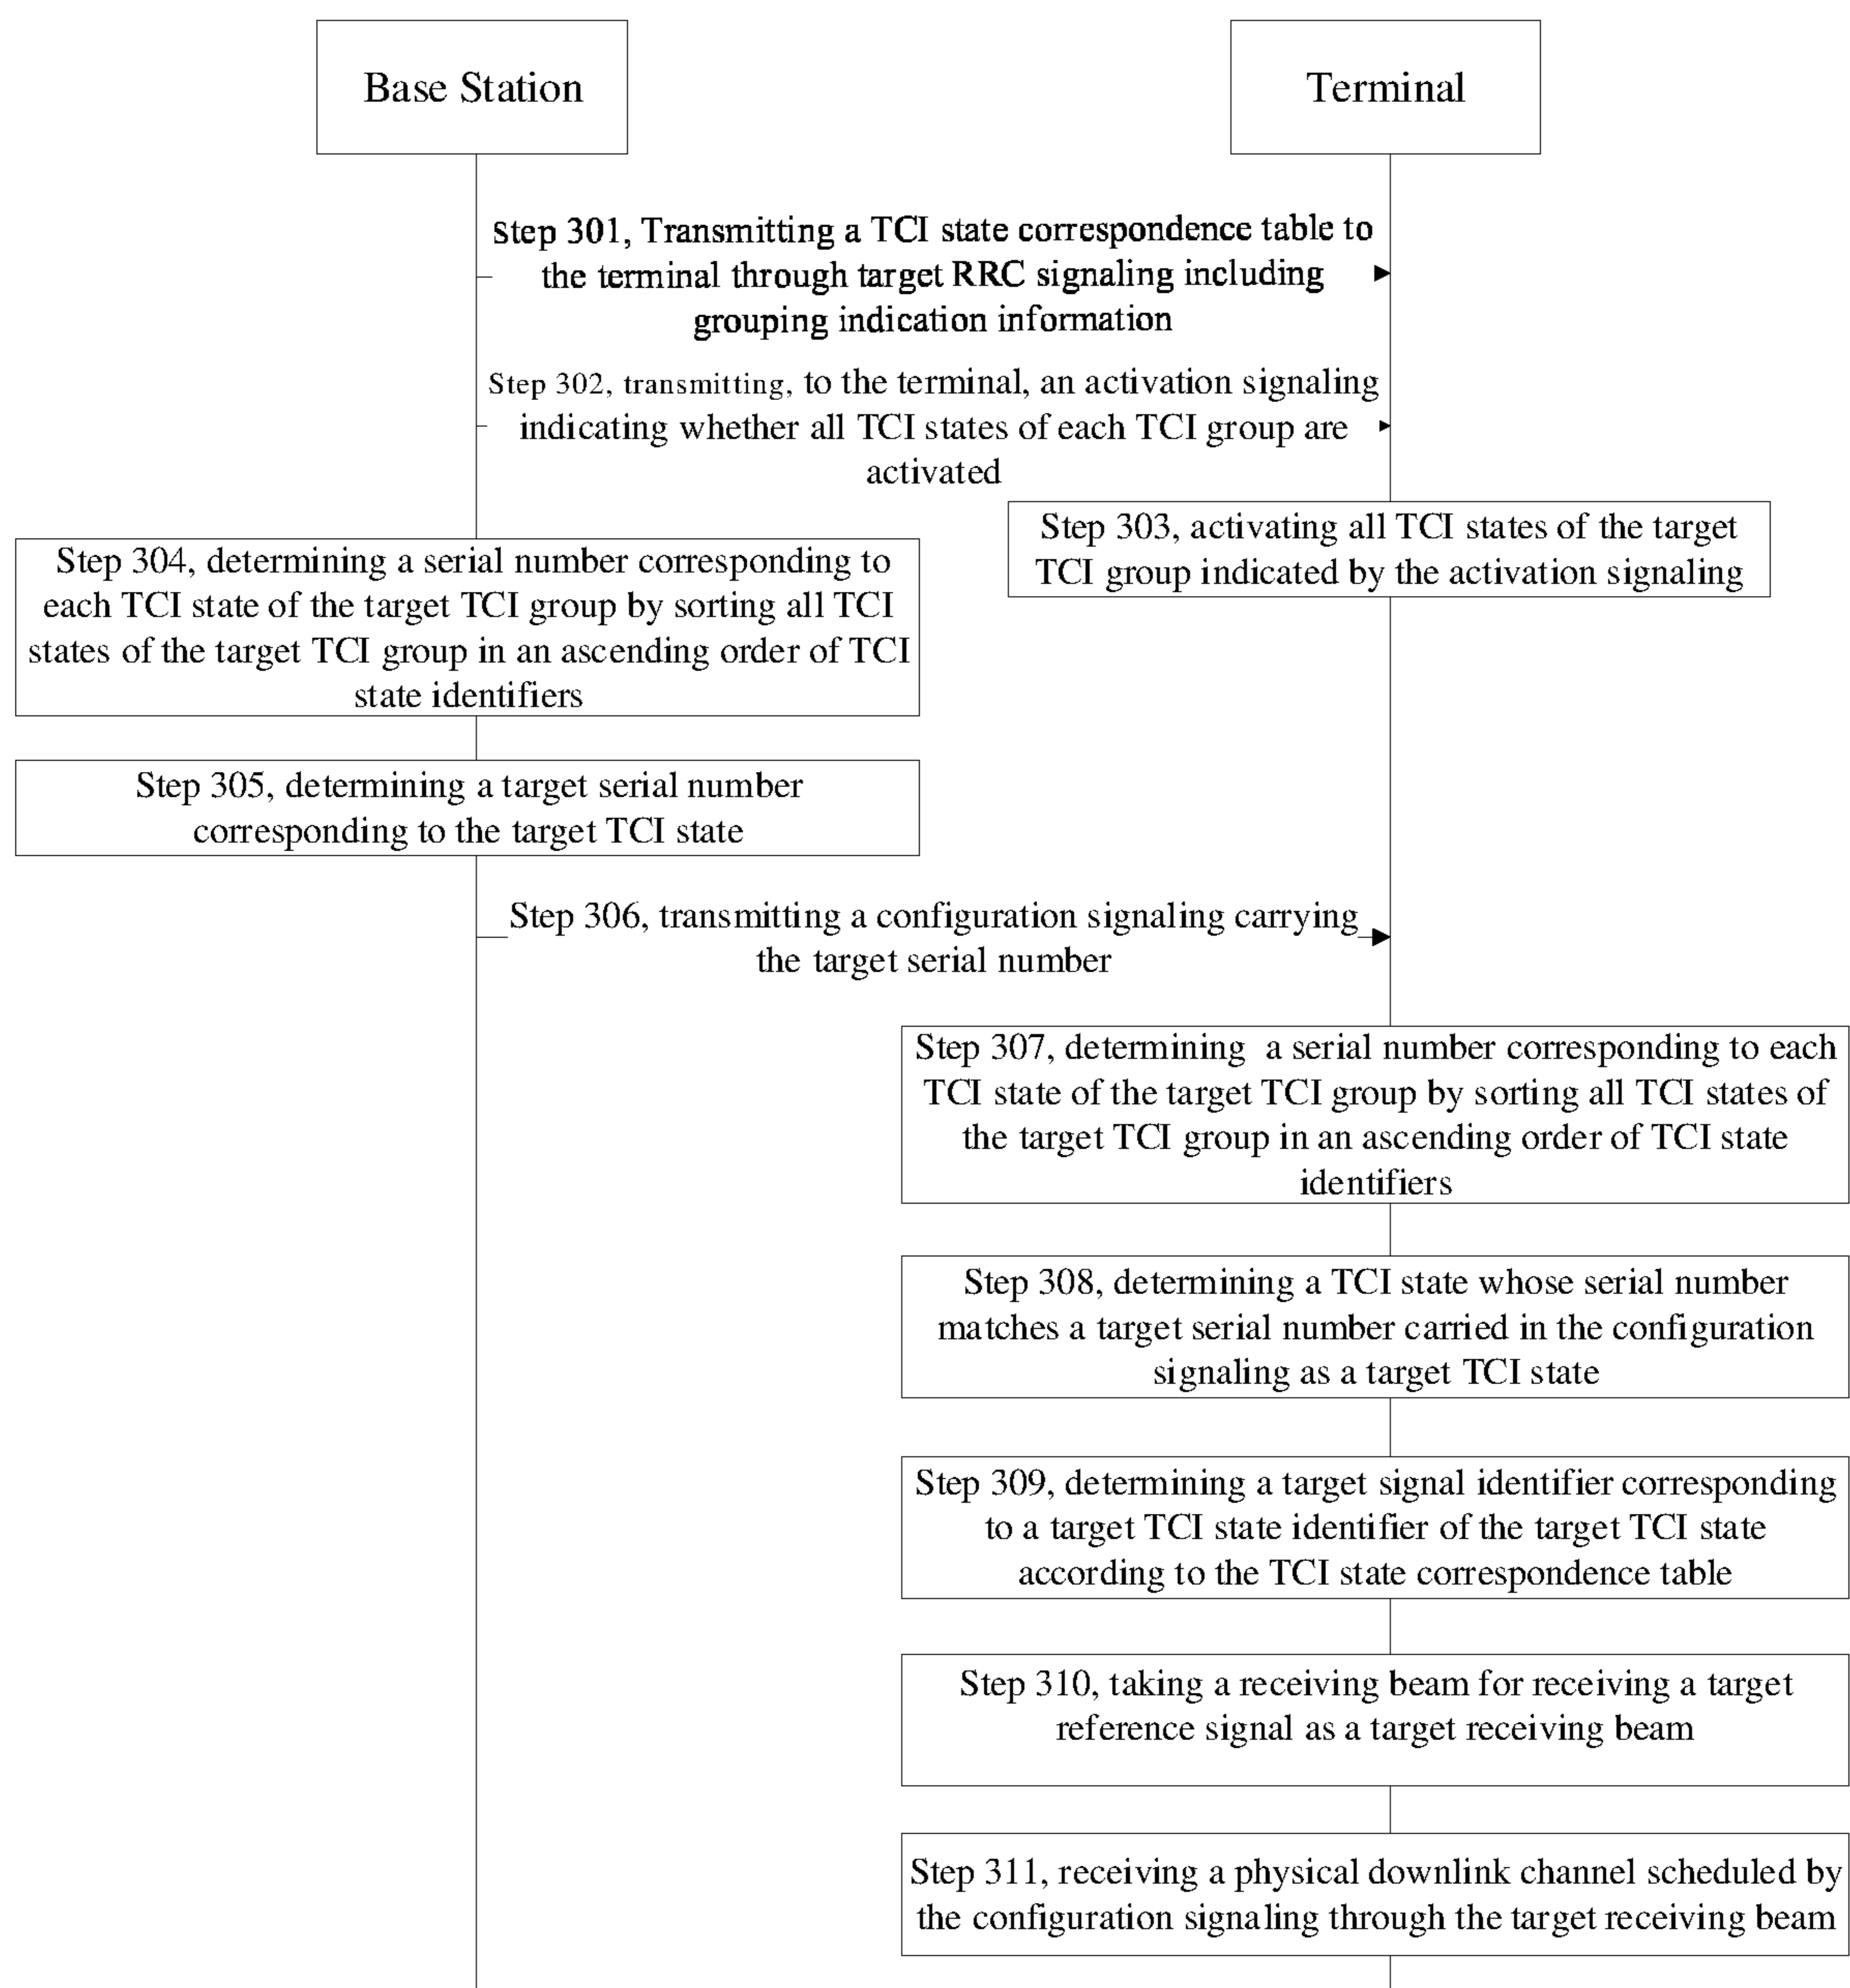 Base Station
Terminal
Step 301, Transmitting a TCI state correspondence table to
the terminal through target RRC signaling including
grouping indication information
Step 302, transmitting, to the terminal, an activation signaling
indicating whether all TCI states of each TCI group are
activated
Step 303, activating all TCI states of the target
TCI group indicated by the activation signaling
Step 304, determining a serial number corresponding to
each TCI state of the target TCI group by sorting all TCI
states of the target TCI group in an ascending order of TCI
state identifiers
Step 305, determining a target serial number
corresponding to the target TCI state
Step 306, transmitting a configuration signaling carrying
the target serial number
Step 307, determining a serial number corresponding to each
TCI state of the target TCI group by sorting all TCI states of
the target TCI group in an ascending order of TCI state
identifiers
Step 308, determining a TCI state whose serial number
matches a target serial number carried in the configuration
signaling as a target TCI state
Step 309, determining a target signal identifier corresponding
to a target TCI state identifier of the target TCI state
according to the TCI state correspondence table
Step 310, taking a receiving beam for receiving a target
reference signal as a target receiving beam
Step 311, receiving a physical downlink channel scheduled by
the configuration signaling through the target receiving beam